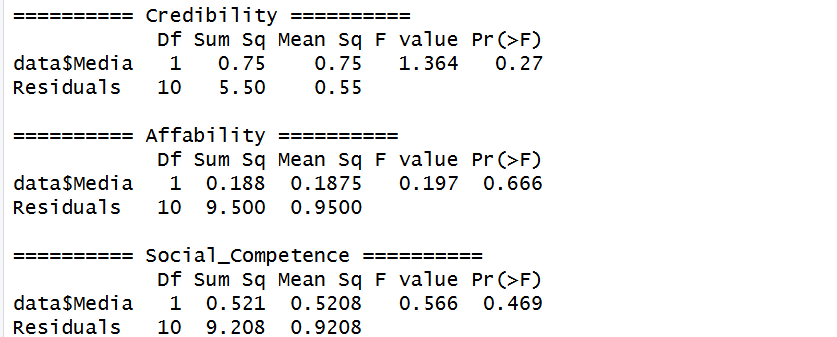 ========== Credibility ==========
            Df Sum Sq Mean Sq F value Pr(>F)
data$Media   1   0.75    0.75   1.364   0.27
Residuals   10   5.50    0.55
========== Affability ==========
            Df Sum Sq Mean Sq F value Pr(>F)
data$Media   1  0.188  0.1875   0.197  0.666
Residuals   10  9.500  0.9500
========== Social_Competence ==========
            Df Sum Sq Mean Sq F value Pr(>F)
data$Media   1  0.521  0.5208   0.566  0.469
Residuals   10  9.208  0.9208